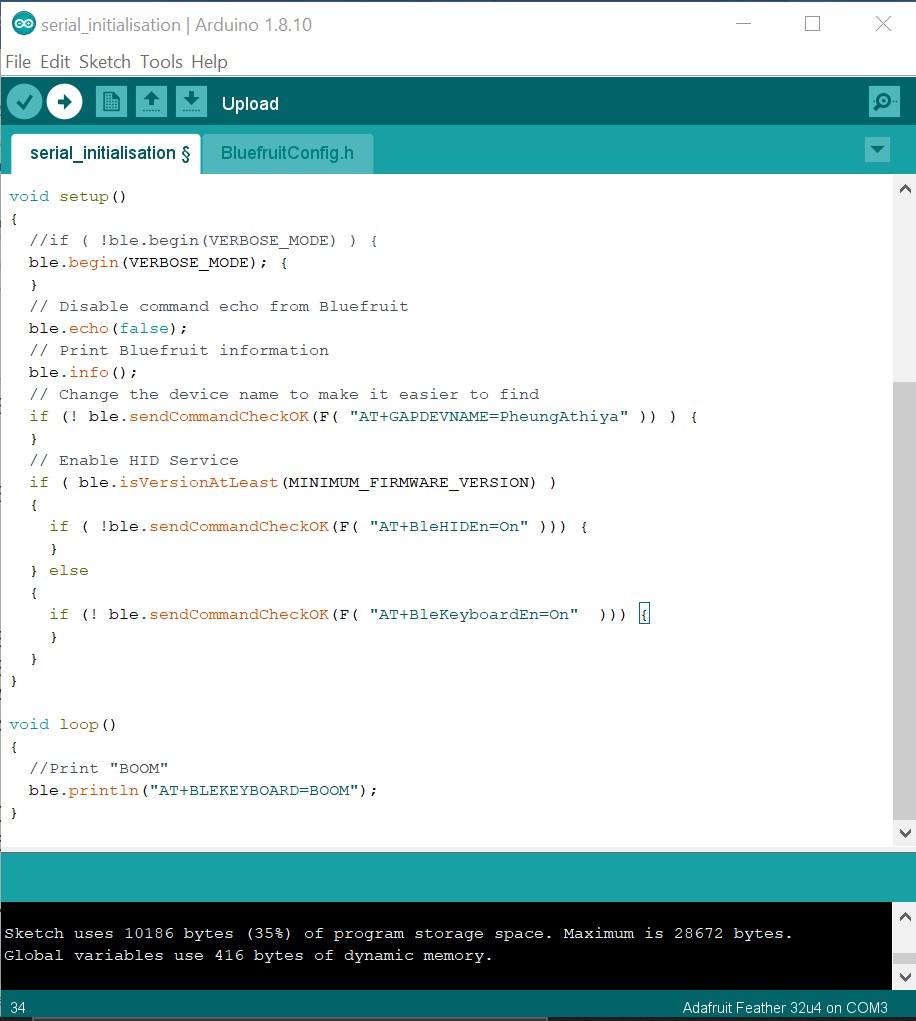 serial_initialisation | Arduino 1.8.10
File Edit Sketch Tools Help
Upload
serial_initialisation § BluefruitConfig.h
void setup()
{
  //if ( !ble.begin(VERBOSE_MODE) ) {
  ble.begin(VERBOSE_MODE); {
  }
  // Disable command echo from Bluefruit
  ble.echo(false);
  // Print Bluefruit information
  ble.info();
  // Change the device name to make it easier to find
  if (! ble.sendCommandCheckOK(F( "AT+GAPDEVNAME=PheungAthiya" )) ) {
  }
  // Enable HID Service
  if ( ble.isVersionAtLeast(MINIMUM_FIRMWARE_VERSION) )
  {
    if ( !ble.sendCommandCheckOK(F( "AT+BleHIDEn=On" ))) {
    }
  } else
  {
    if (! ble.sendCommandCheckOK(F( "AT+BleKeyboardEn=On"  ))) {
    }
  }
}

void loop()
{
  //Print "BOOM"
  ble.println("AT+BLEKEYBOARD=BOOM");
}
Sketch uses 10186 bytes (35%) of program storage space. Maximum is 28672 bytes.
Global variables use 416 bytes of dynamic memory.
34 Adafruit Feather 32u4 on COM3